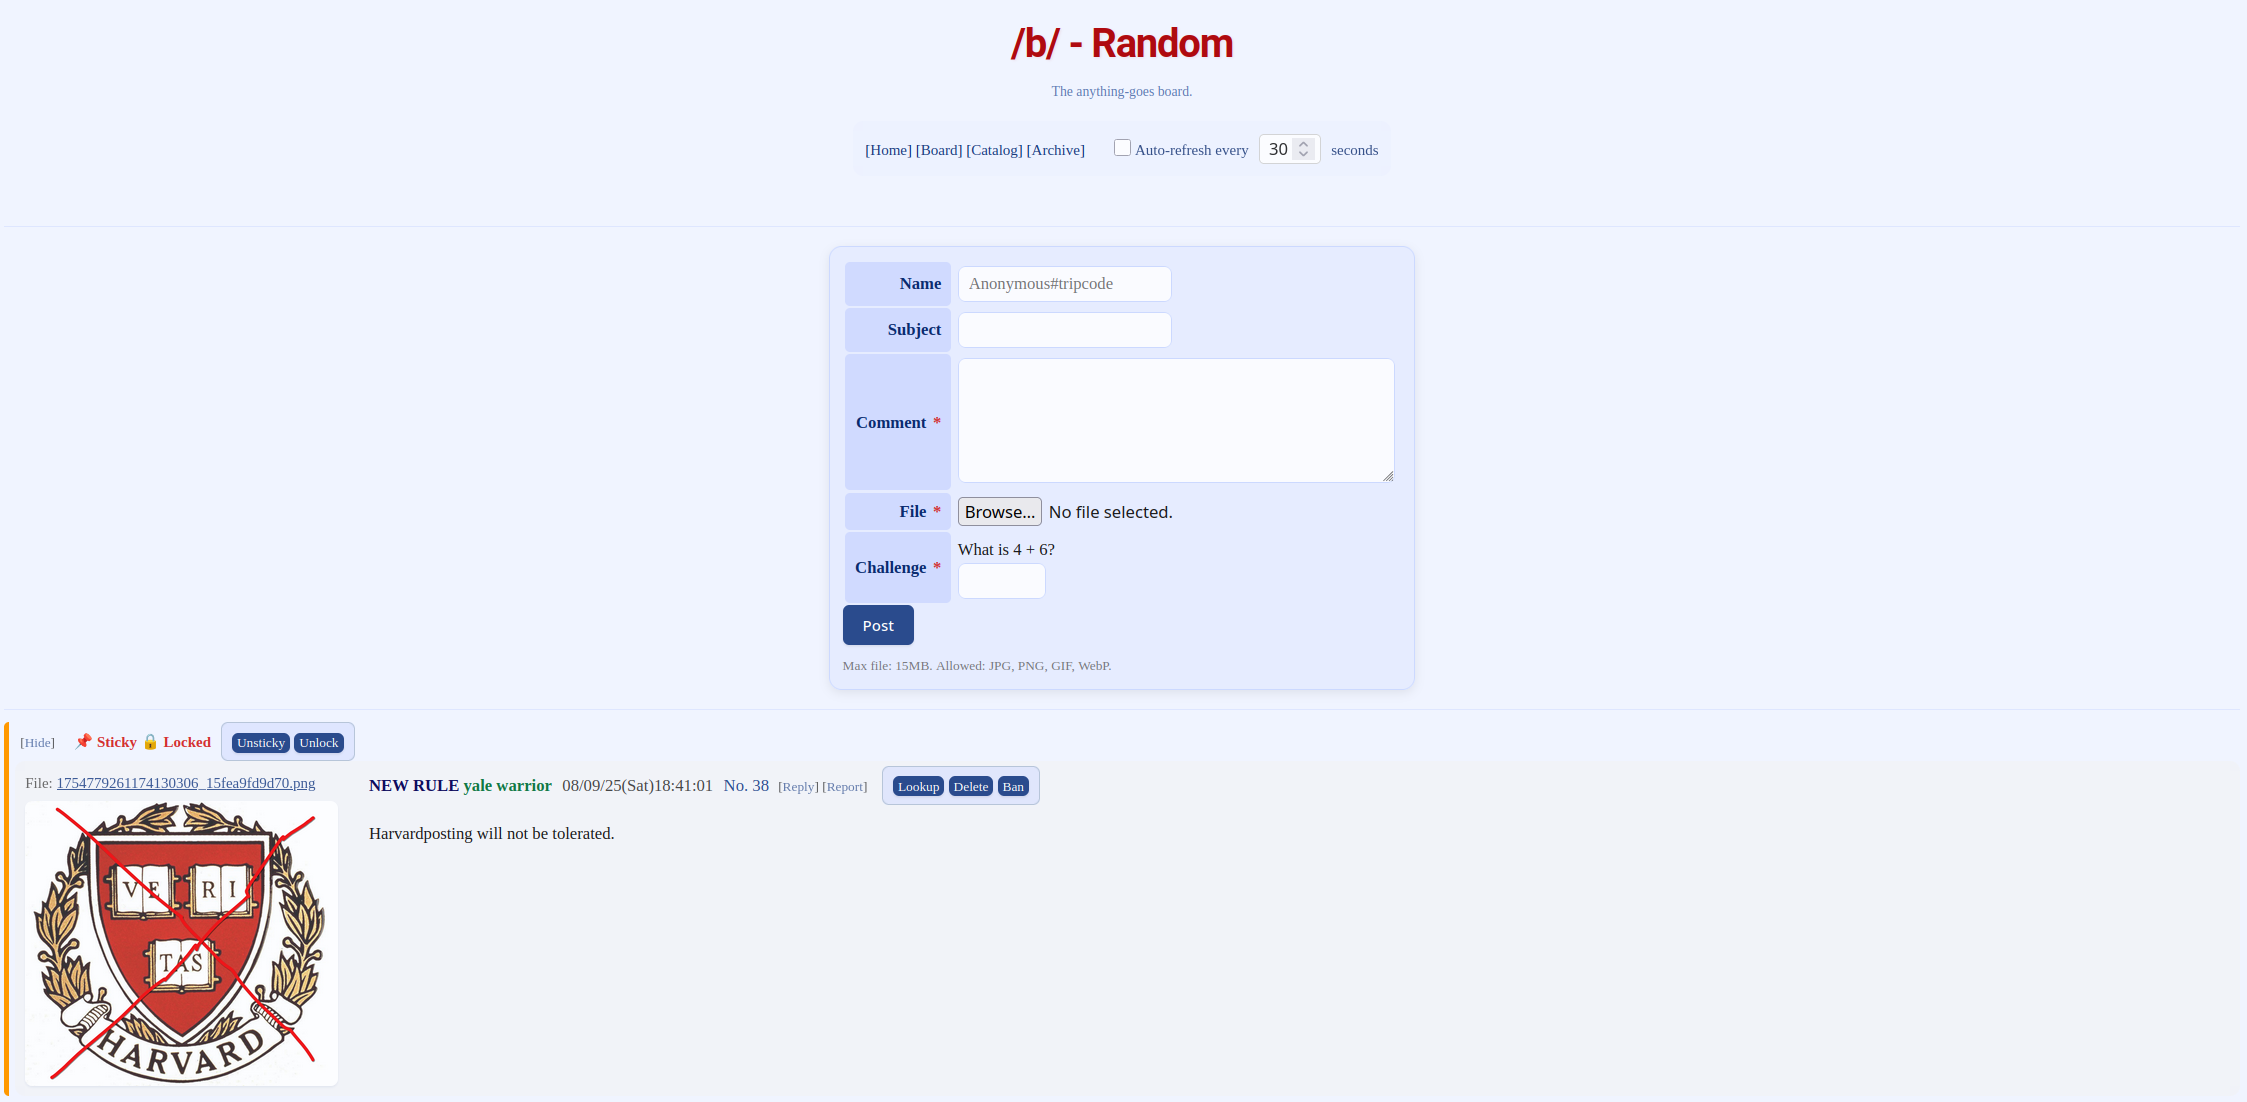 /b/ - Random
The anything-goes board.
[Home] [Board] [Catalog] [Archive] Auto-refresh every 30 seconds
Name Anonymous#tripcode
Subject
Comment *
File * Browse... No file selected.
What is 4 + 6?
Challenge *
Post
Max file: 15MB. Allowed: JPG, PNG, GIF, WebP.
[Hide] 📌 Sticky 🔒 Locked Unsticky Unlock
File: 1754779261174130306_15fea9fd9d70.png
NEW RULE yale warrior 08/09/25(Sat)18:41:01 No. 38 [Reply] [Report] Lookup Delete Ban
Harvardposting will not be tolerated.
VE RI
TAS
HARVARD